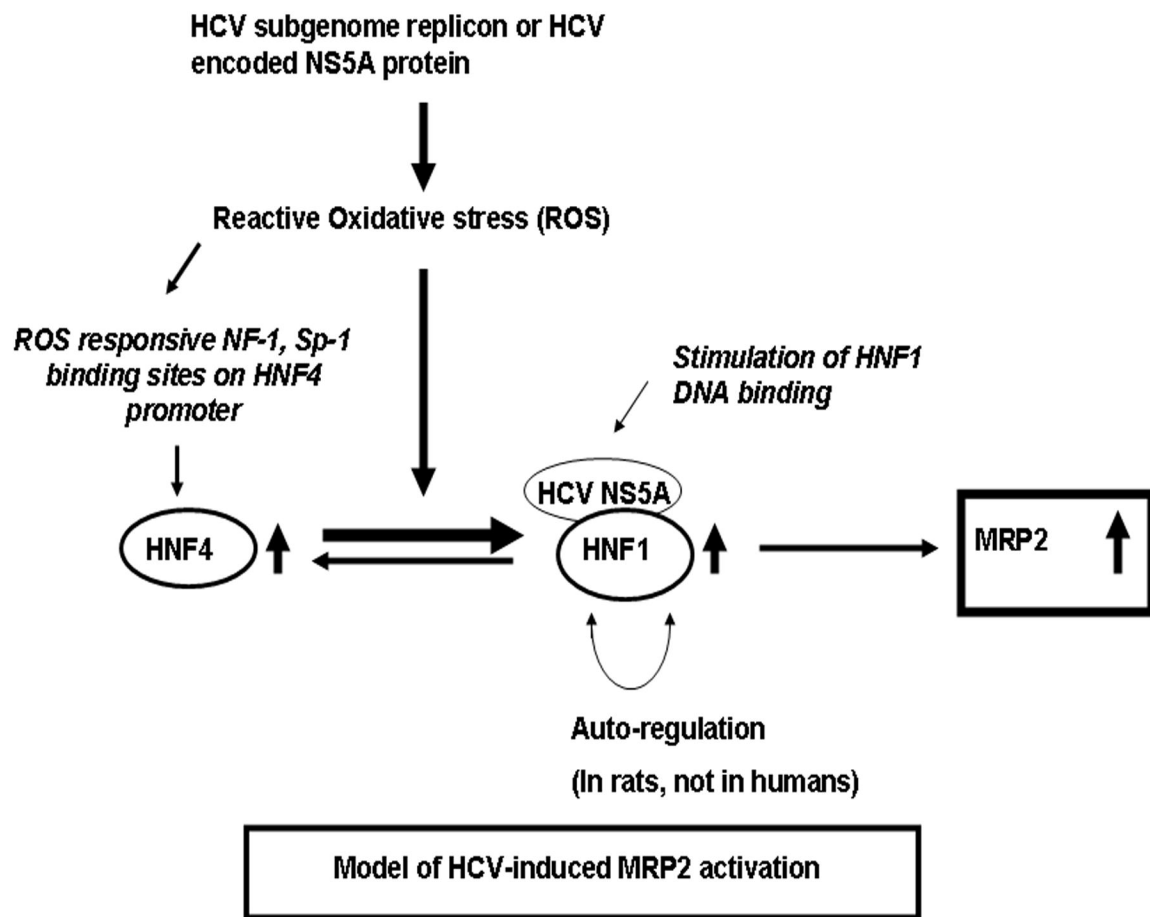 HCV subgenome replicon or HCV
encoded NS5A protein
Reactive Oxidative stress (ROS)
ROS responsive NF-1, Sp-1
binding sites on HNF4
promoter
Stimulation of HNF1
DNA binding
HCV NS5A
HNF4
HNF1
MRP2
Auto-regulation
(In rats, not in humans)
Model of HCV-induced MRP2 activation